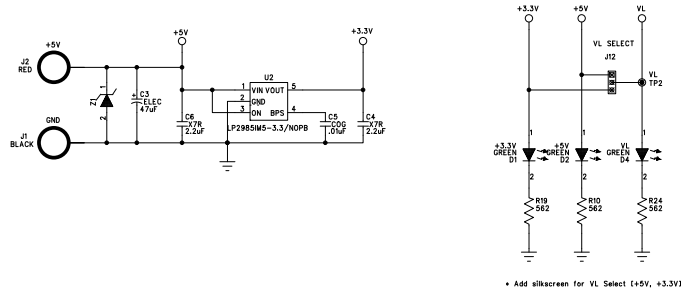 +5V
J2
RED
GND
J1
BLACK
Z1
1
2
+
C3
ELEC
47uF
+5V
C6
X7R
2.2uF
U2
1 VIN VOUT 5
2 GND
3 ON BPS 4
LP2985IM5-3.3/NOPB
C5
COG
.01uF
+3.3V
C4
X7R
2.2uF
+3.3V
+5V
VL
VL SELECT
J12
VL
TP2
1
1
1
+3.3V
GREEN
D1
+5V
GREEN
D2
VL
GREEN
D4
2
2
2
R19
562
R10
562
R24
562
* Add silkscreen for VL Select [+5V, +3.3V]